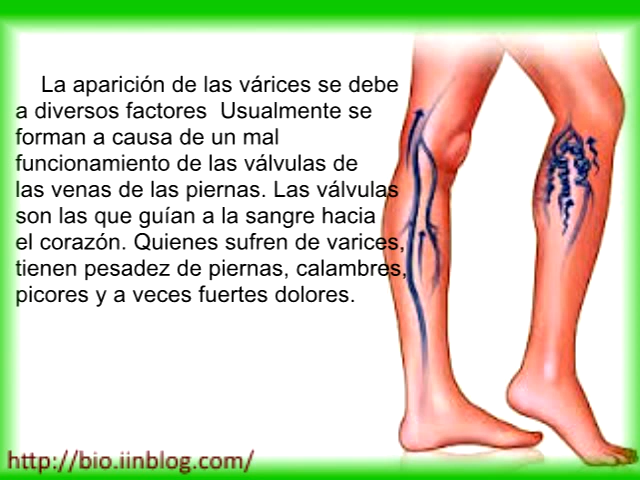 La aparición de las várices se debe
a diversos factores  Usualmente se
forman a causa de un mal
funcionamiento de las válvulas de
las venas de las piernas. Las válvulas
son las que guían a la sangre hacia
el corazón. Quienes sufren de varices,
tienen pesadez de piernas, calambres,
picores y a veces fuertes dolores.
http://bio.iinblog.com/